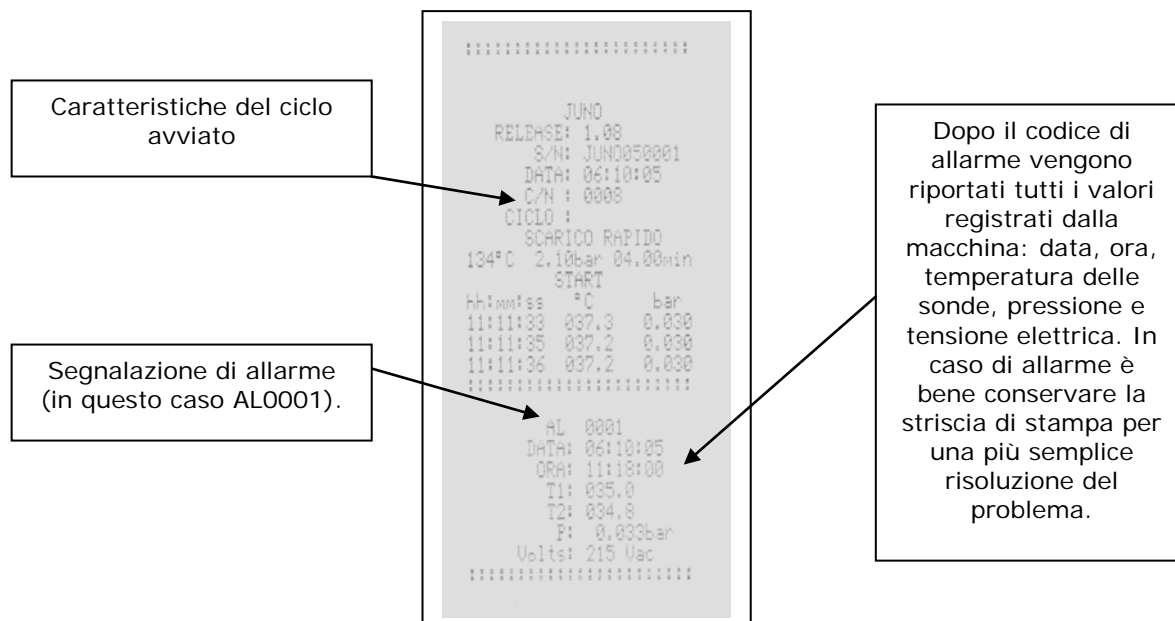 Caratteristiche del ciclo
avviato
Segnalazione di allarme
(in questo caso AL0001).
JUNO
RELEASE: 1.08
S/N: JUNO050001
DATA: 06:10:05
C/N : 0008
CICLO :
SCARICO RAPIDO
134°C 2.10bar 04.00min
START
hh:mm:ss °C bar
11:11:33 037.3 0.030
11:11:35 037.2 0.030
11:11:36 037.2 0.030
AL 0001
DATA: 06:10:05
ORA: 11:18:00
T1: 035.0
T2: 034.8
P: 0.033bar
Volts: 215 Vac
Dopo il codice di
allarme vengono
riportati tutti i valori
registrati dalla
macchina: data, ora,
temperatura delle
sonde, pressione e
tensione elettrica. In
caso di allarme è
bene conservare la
striscia di stampa per
una più semplice
risoluzione del
problema.